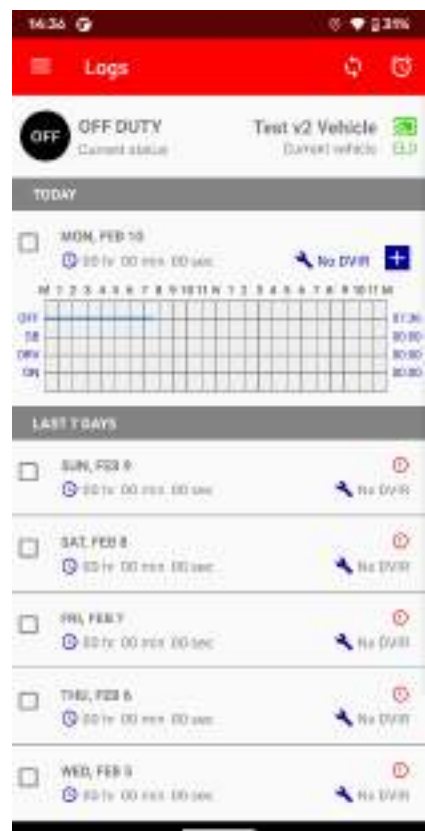 14:36 31%
Logs
OFF OFF DUTY Test v2 Vehicle
Current status Current vehicle ELD
TODAY
MON, FEB 10
00 hr 00 min 00 sec No DVIR
M 1 2 3 4 5 6 7 8 9 10 11 N 1 2 3 4 5 6 7 8 9 10 11 M
OFF 07:36
SB 00:00
DRV 00:00
ON 00:00
LAST 7 DAYS
SUN, FEB 9
00 hr 00 min 00 sec No DVIR
SAT, FEB 8
00 hr 00 min 00 sec No DVIR
FRI, FEB 7
00 hr 00 min 00 sec No DVIR
THU, FEB 6
00 hr 00 min 00 sec No DVIR
WED, FEB 5
00 hr 00 min 00 sec No DVIR